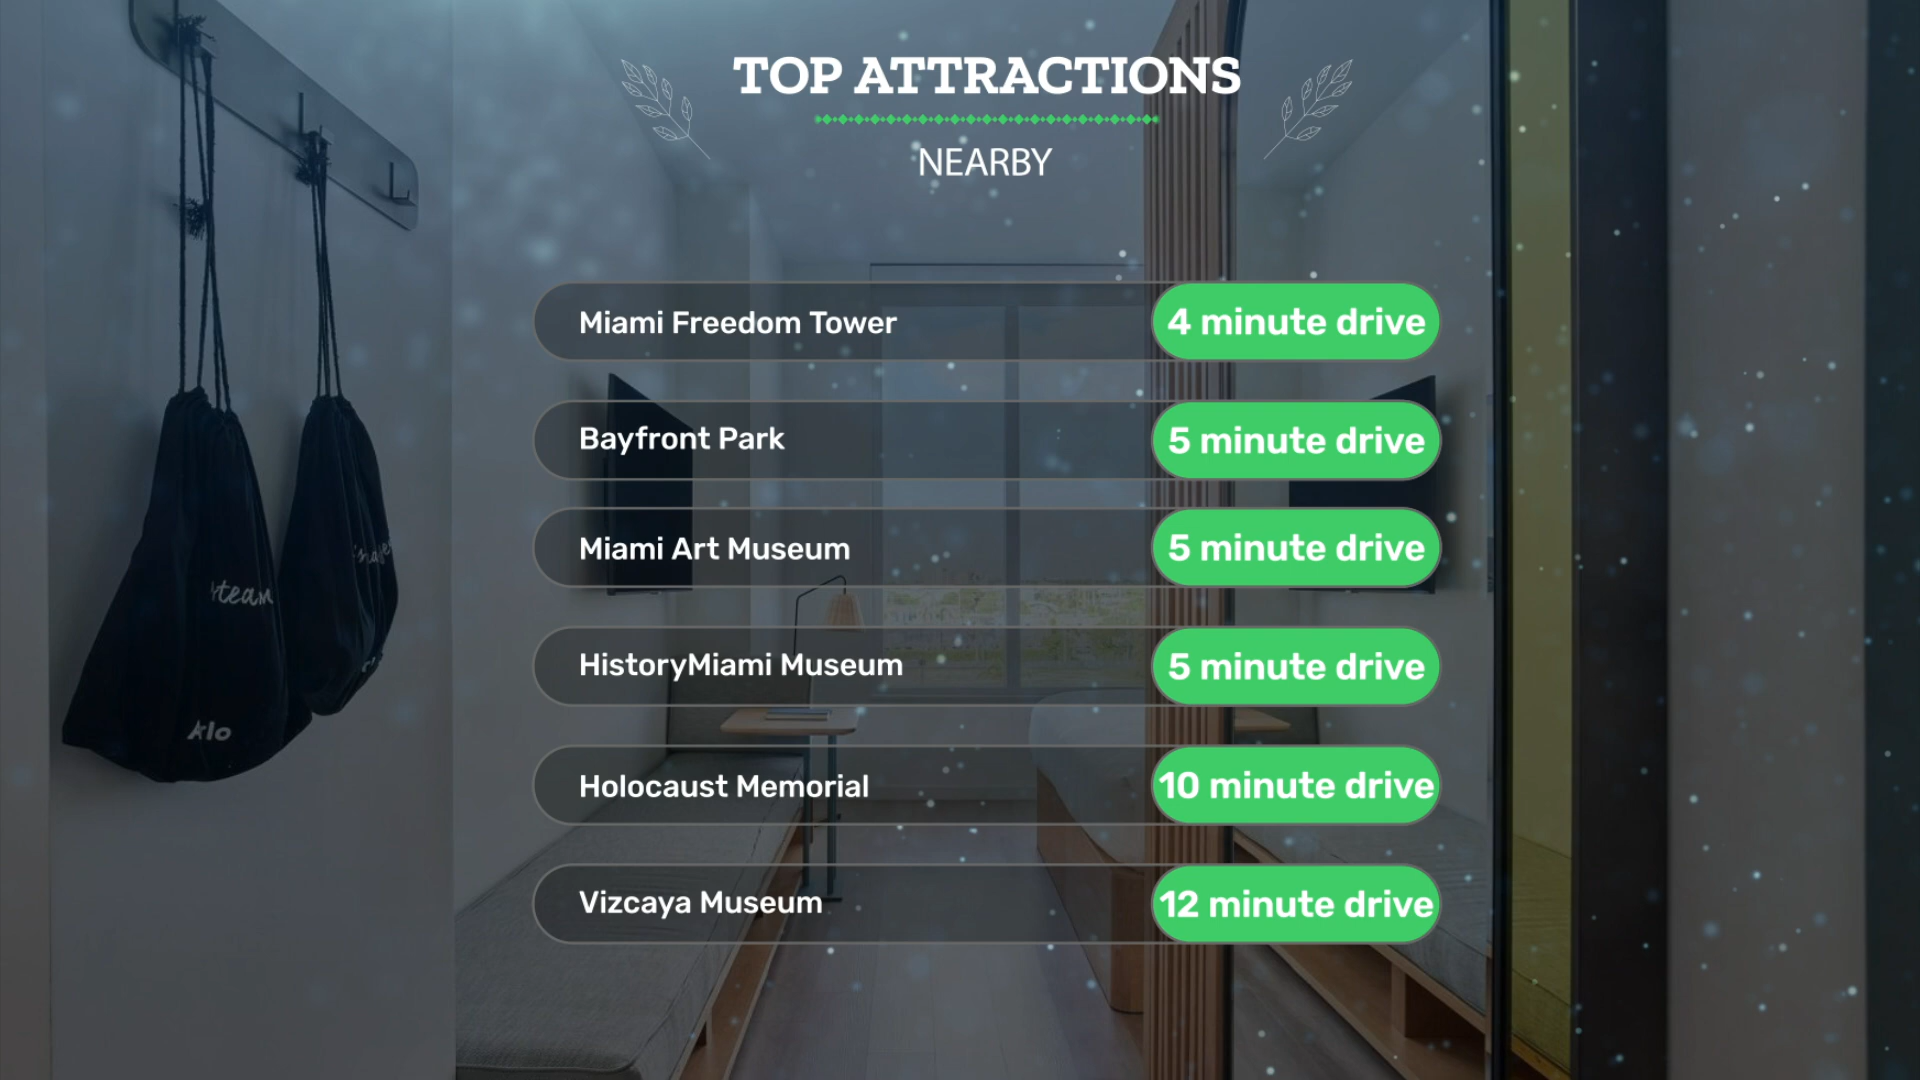 TOP ATTRACTIONS
NEARBY
Miami Freedom Tower
4 minute drive
Bayfront Park
5 minute drive
Miami Art Museum
5 minute drive
HistoryMiami Museum
5 minute drive
Holocaust Memorial
10 minute drive
Vizcaya Museum
12 minute drive